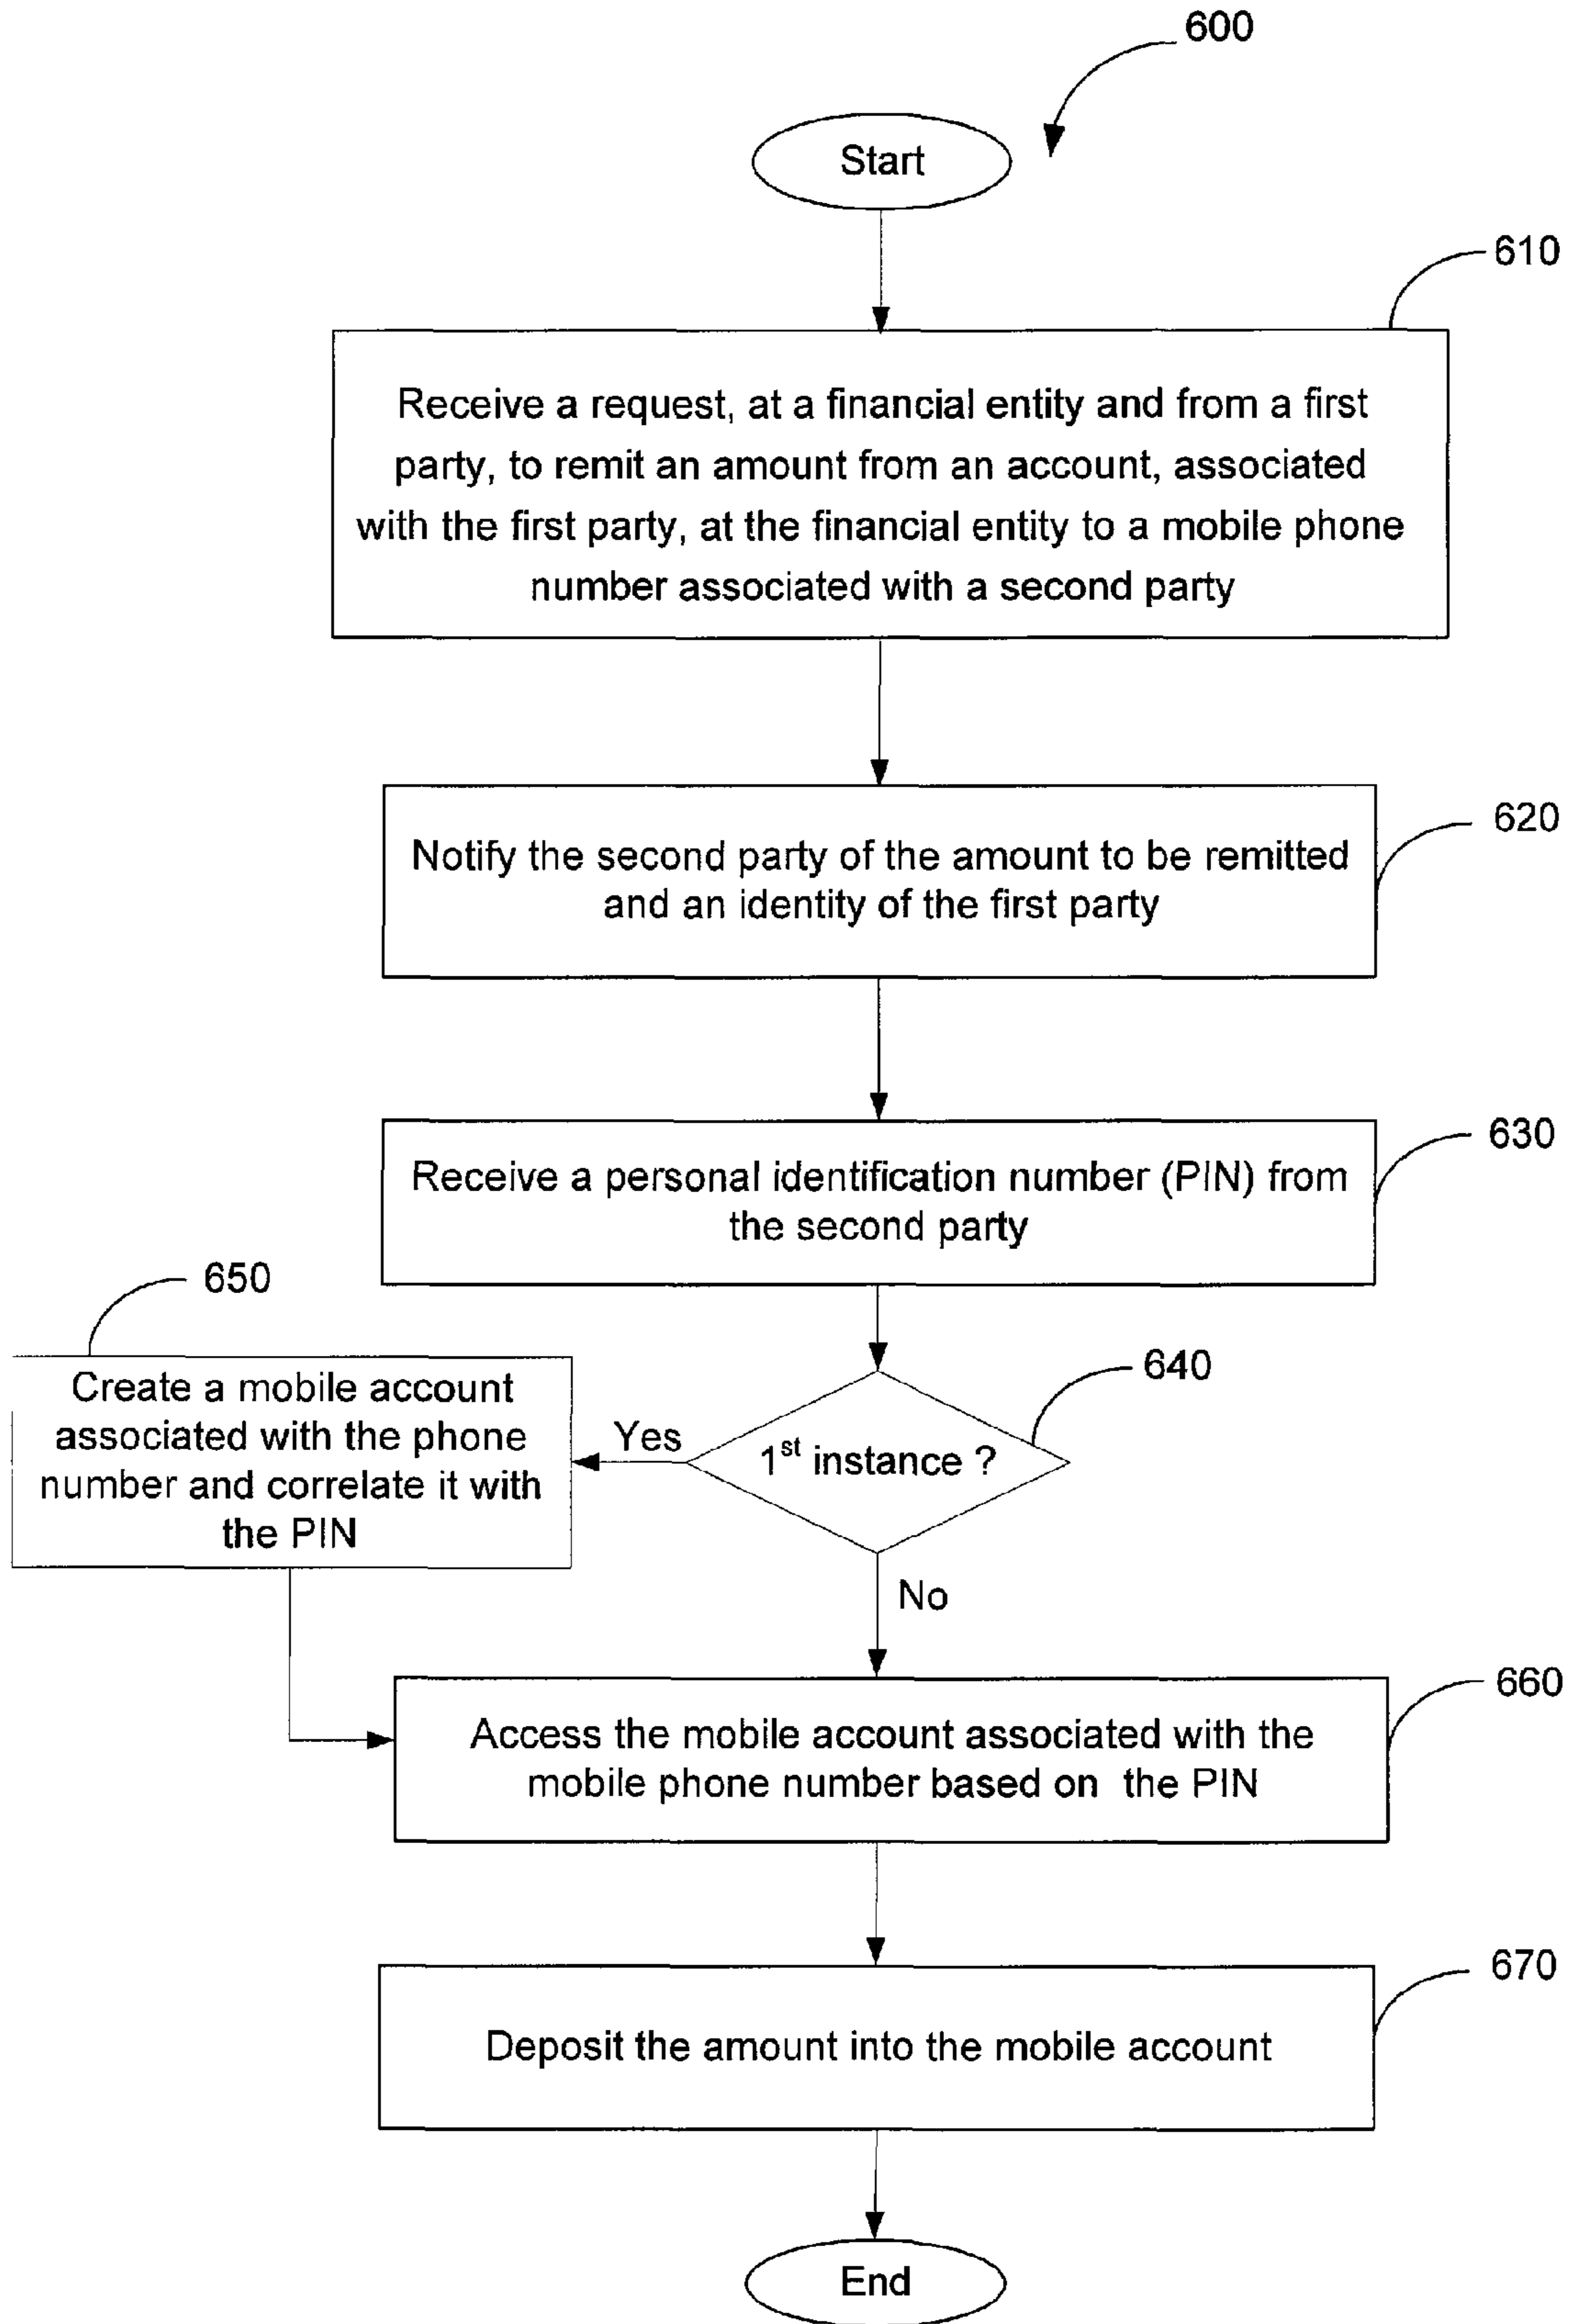 600
Start
610
Receive a request, at a financial entity and from a first
party, to remit an amount from an account, associated
with the first party, at the financial entity to a mobile phone
number associated with a second party
620
Notify the second party of the amount to be remitted
and an identity of the first party
630
Receive a personal identification number (PIN) from
the second party
650
640
Create a mobile account
associated with the phone
number and correlate it with
the PIN
Yes
1st instance ?
No
660
Access the mobile account associated with the
mobile phone number based on the PIN
670
Deposit the amount into the mobile account
End